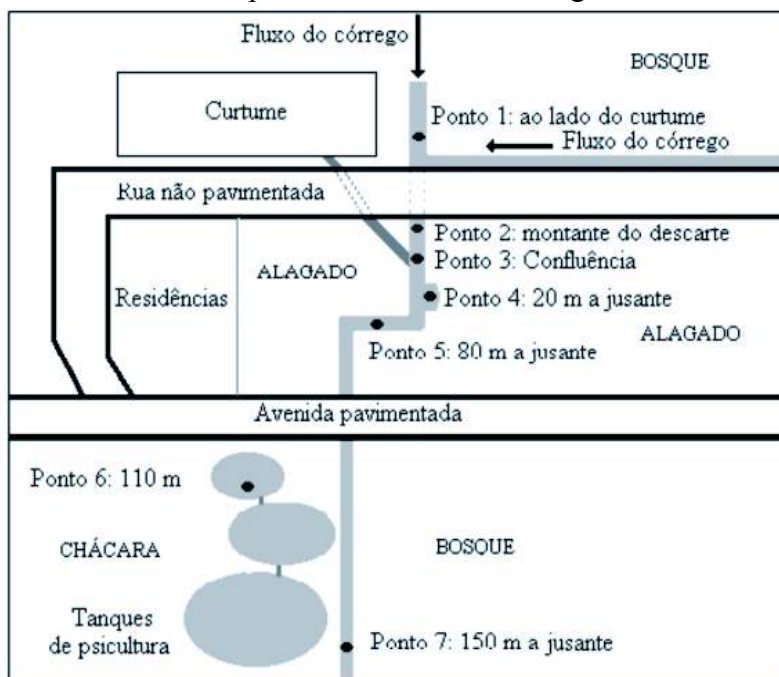 Fluxo do córrego
BOSQUE
Curtume
Ponto 1: ao lado do curtume
Fluxo do córrego
Rua não pavimentada
Ponto 2: montante do descarte
Ponto 3: Confluência
ALAGADO
Residências
Ponto 4: 20 m a jusante
ALAGADO
Ponto 5: 80 m a jusante
Avenida pavimentada
Ponto 6: 110 m
CHÁCARA
BOSQUE
Tanques
de psicultura
Ponto 7: 150 m a jusante